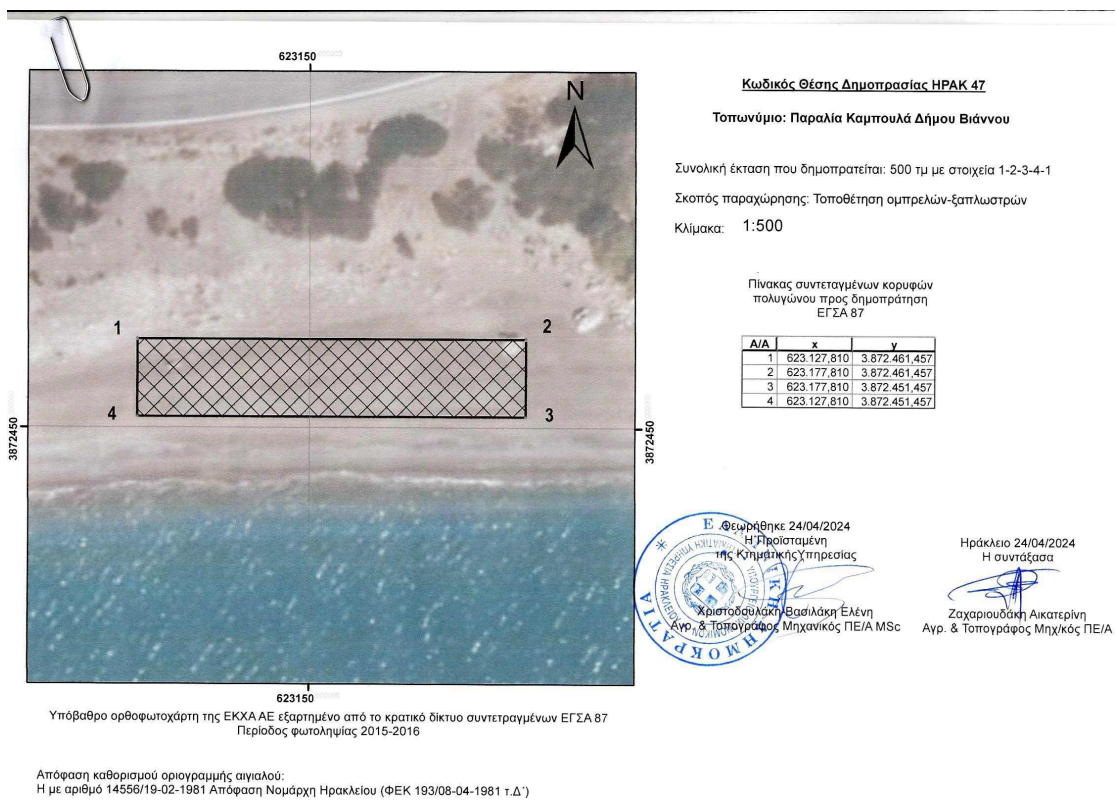 623150
N
1
2
4
3
3872450
3872450
623150
Υπόβαθρο ορθοφωτοχάρτη της ΕΚΧΑ ΑΕ εξαρτημένο από το κρατικό δίκτυο συντετραγμένων ΕΓΣΑ 87
Περίοδος φωτοληψίας 2015-2016
Απόφαση καθορισμού οριογραμμής αιγιαλού:
Η με αριθμό 14556/19-02-1981 Απόφαση Νομάρχη Ηρακλείου (ΦΕΚ 193/08-04-1981 τ.Δ΄)
Κωδικός Θέσης Δημοπρασίας ΗΡΑΚ 47
Τοπωνύμιο: Παραλία Καμπουλά Δήμου Βιάννου
Συνολική έκταση που δημοπρατείται: 500 τμ με στοιχεία 1-2-3-4-1
Σκοπός παραχώρησης: Τοποθέτηση ομπρελών-ξαπλωστρών
Κλίμακα: 1:500
Πίνακας συντεταγμένων κορυφών
πολυγώνου προς δημοπράτηση
ΕΓΣΑ 87
Α/Α x y
1 623.127,810 3.872.461,457
2 623.177,810 3.872.461,457
3 623.177,810 3.872.451,457
4 623.127,810 3.872.451,457
Θεωρήθηκε 24/04/2024
Η Προϊσταμένη
της Κτηματικής Υπηρεσίας
Χριστοδουλάκη Βασιλάκη Ελένη
Αγρ. & Τοπογράφος Μηχανικός ΠΕ/Α MSc
ΕΛΛΗΝΙΚΗ ΔΗΜΟΚΡΑΤΙΑ
Ηράκλειο 24/04/2024
Η συντάξασα
Ζαχαριουδάκη Αικατερίνη
Αγρ. & Τοπογράφος Μηχ/κός ΠΕ/Α